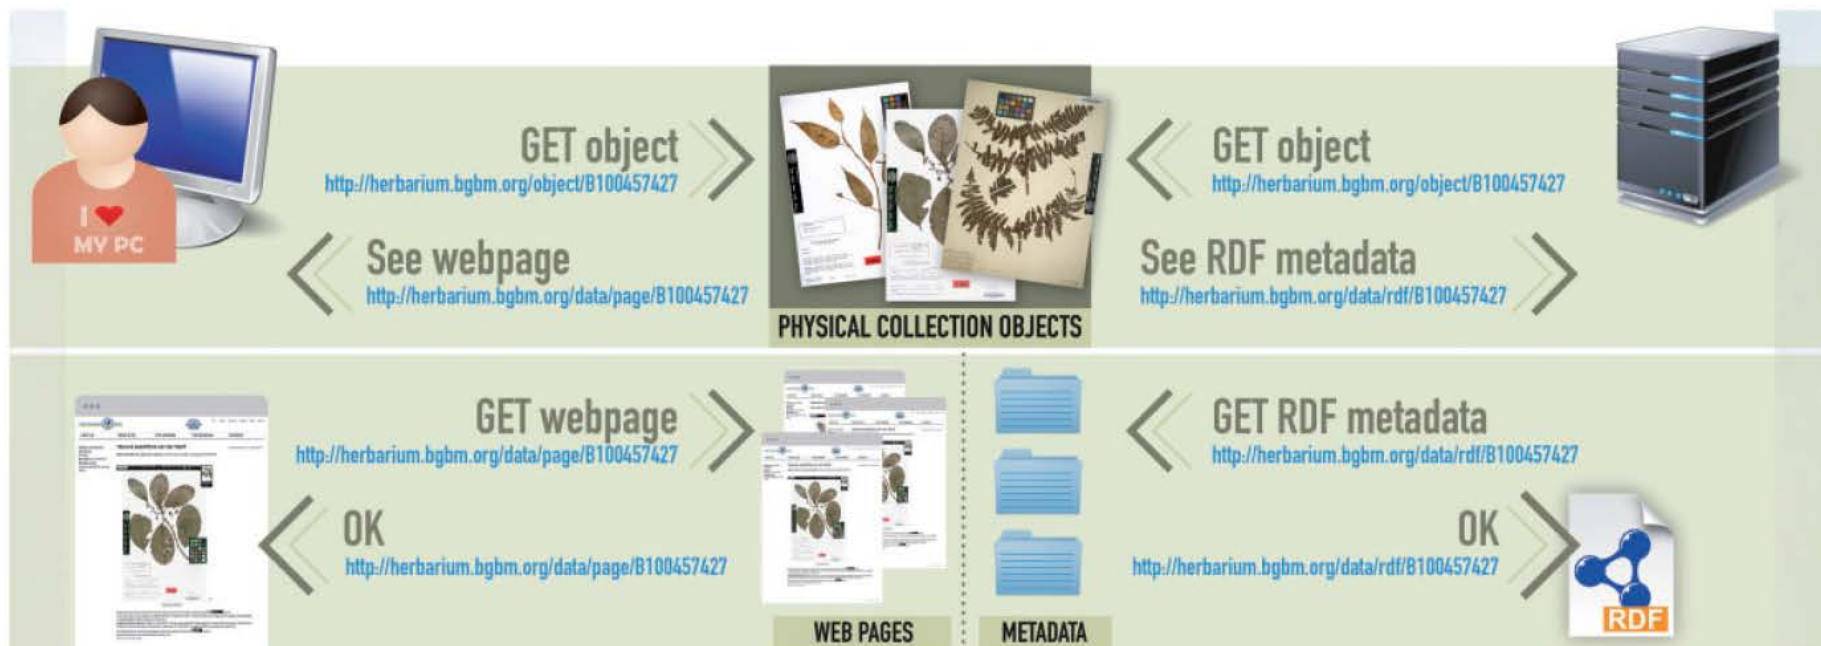 I ♥
MY PC
GET object
http://herbarium.bgbm.org/object/B100457427
See webpage
http://herbarium.bgbm.org/data/page/B100457427
PHYSICAL COLLECTION OBJECTS
GET object
http://herbarium.bgbm.org/object/B100457427
See RDF metadata
http://herbarium.bgbm.org/data/rdf/B100457427
GET webpage
http://herbarium.bgbm.org/data/page/B100457427
OK
http://herbarium.bgbm.org/data/page/B100457427
WEB PAGES
METADATA
GET RDF metadata
http://herbarium.bgbm.org/data/rdf/B100457427
OK
http://herbarium.bgbm.org/data/rdf/B100457427
RDF